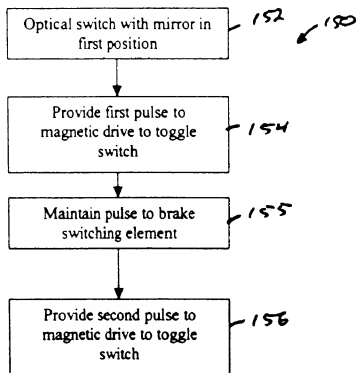 Optical switch with mirror in
first position
152
150
Provide first pulse to
magnetic drive to toggle
switch
154
Maintain pulse to brake
switching element
155
Provide second pulse to
magnetic drive to toggle
switch
156